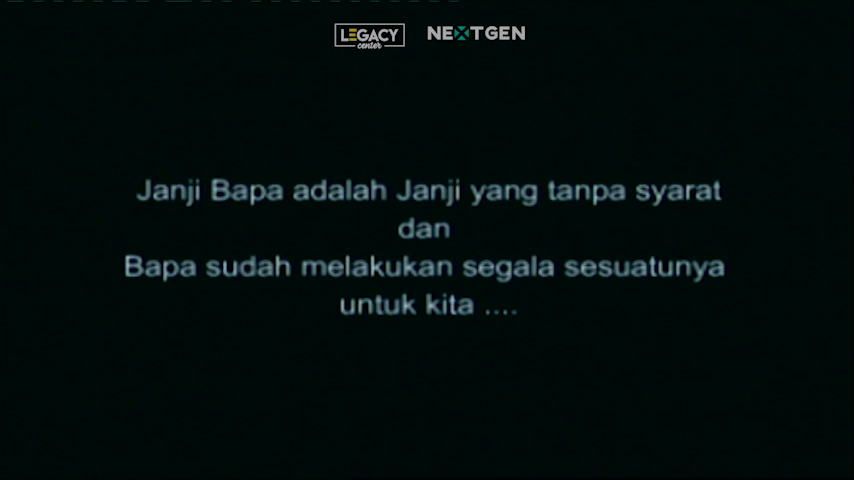 LEGACY NEXTGEN
center
Janji Bapa adalah Janji yang tanpa syarat
dan
Bapa sudah melakukan segala sesuatunya
untuk kita ....